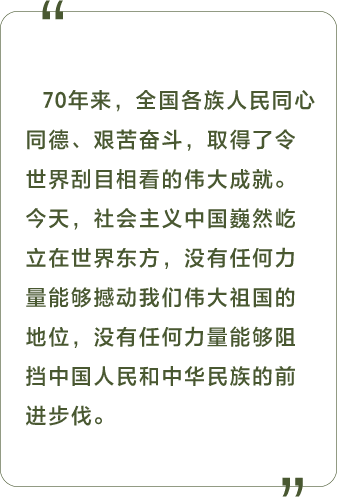 “
70年来，全国各族人民同心
同德、艰苦奋斗，取得了令
世界刮目相看的伟大成就。
今天，社会主义中国巍然屹
立在世界东方，没有任何力
量能够撼动我们伟大祖国的
地位，没有任何力量能够阻
挡中国人民和中华民族的前
进步伐。
”